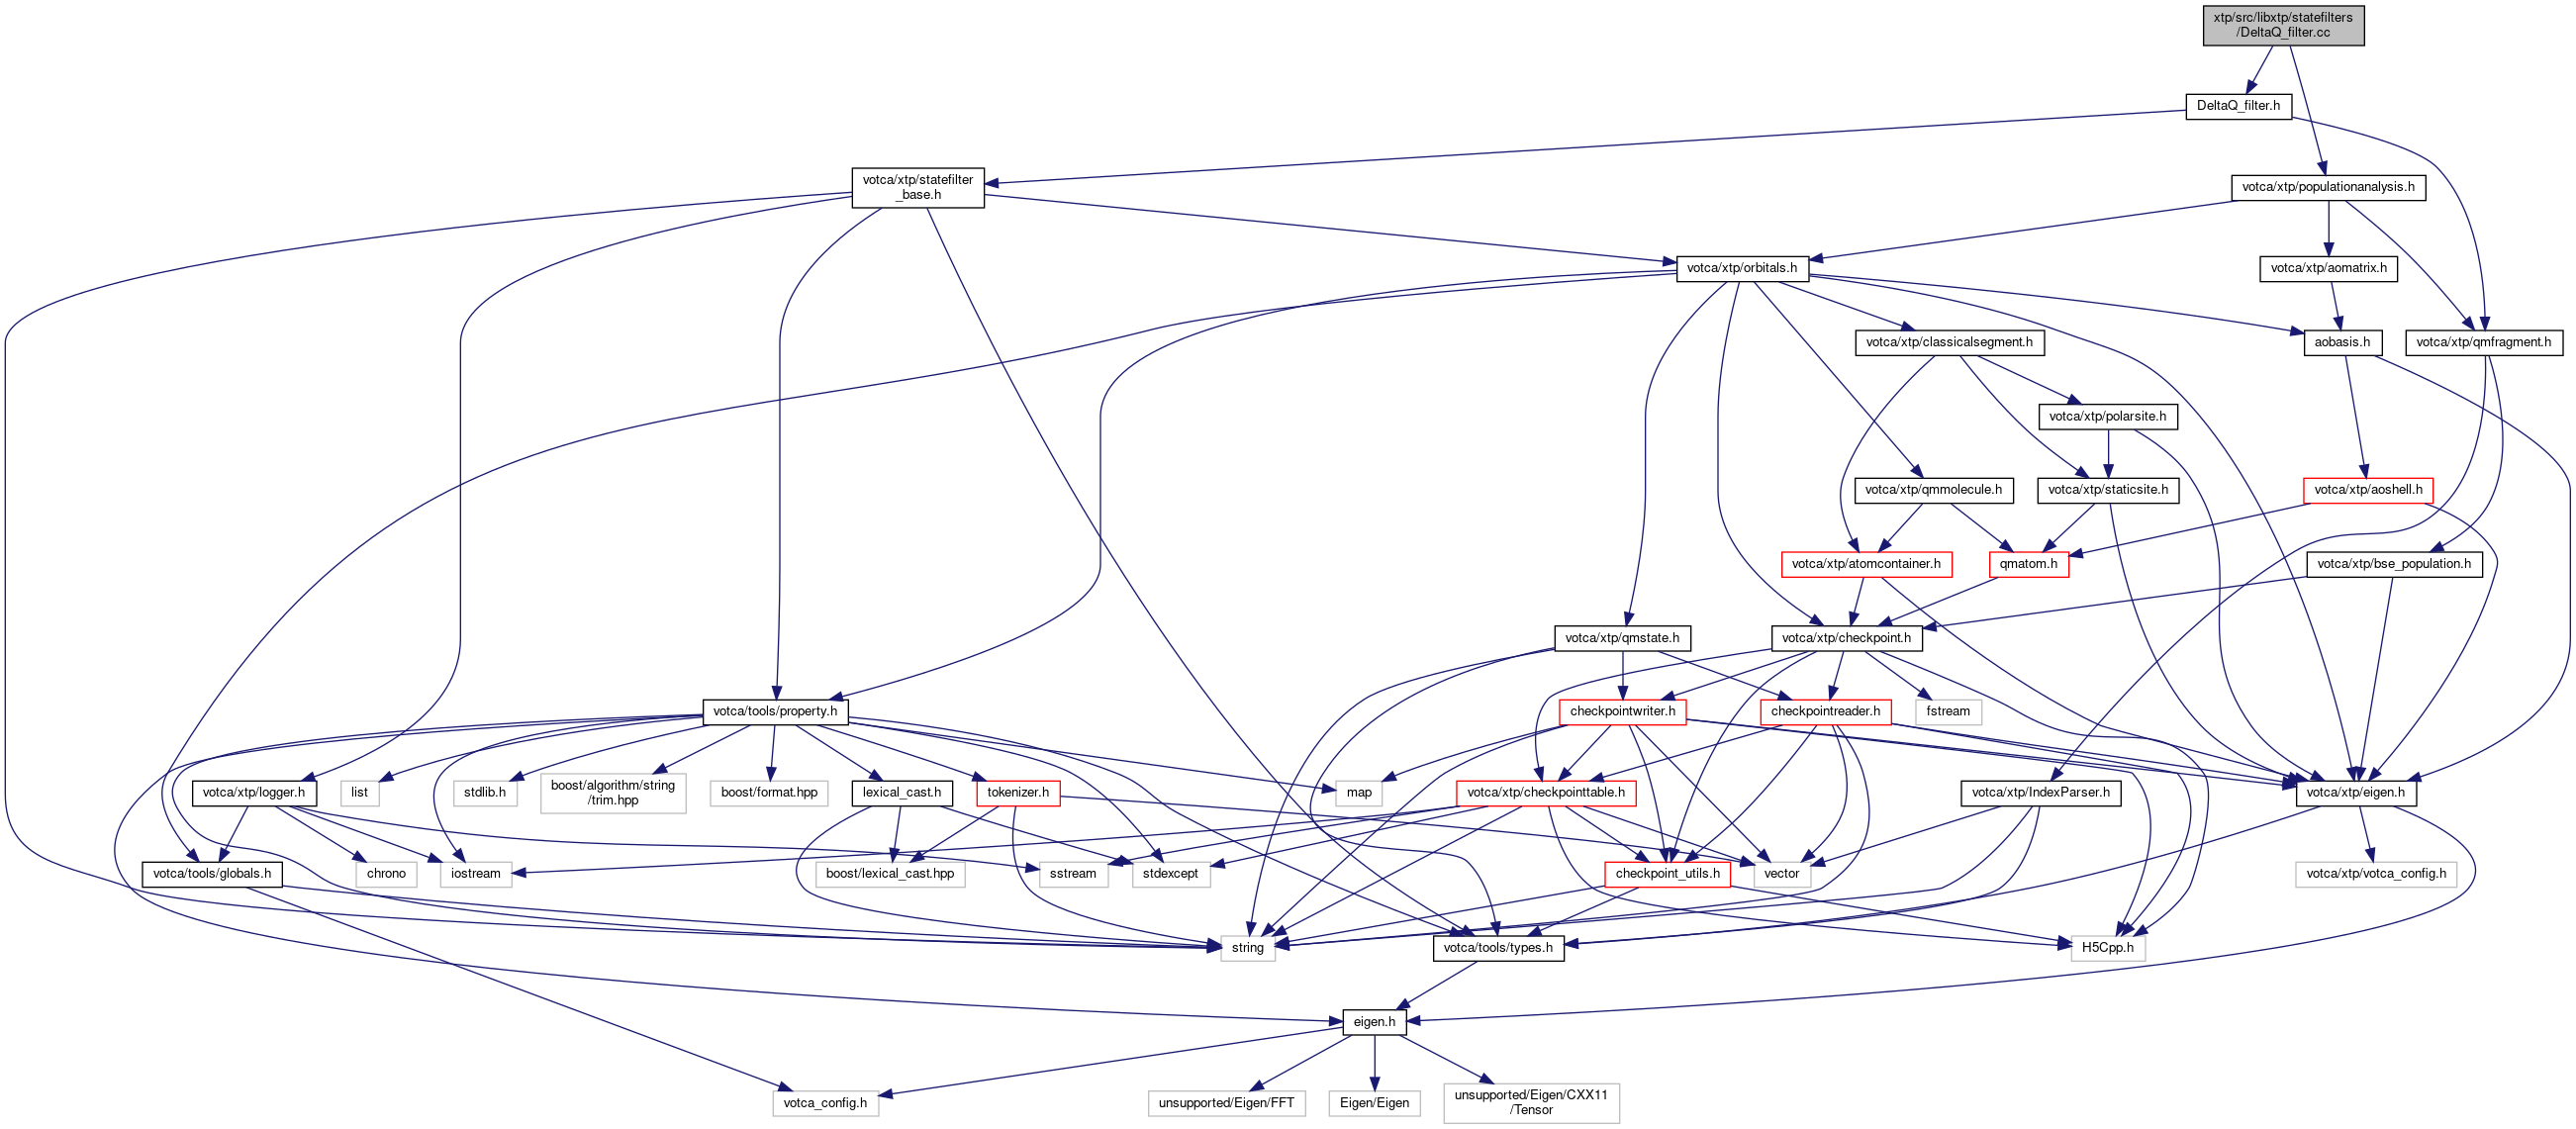 xtp/src/libxtp/statefilters
/DeltaQ_filter.cc
DeltaQ_filter.h
votca/xtp/statefilter
_base.h
votca/xtp/populationanalysis.h
votca/xtp/orbitals.h
votca/xtp/aomatrix.h
votca/xtp/classicalsegment.h
aobasis.h
votca/xtp/qmfragment.h
votca/xtp/polarsite.h
votca/xtp/qmmolecule.h
votca/xtp/staticsite.h
votca/xtp/aoshell.h
votca/xtp/atomcontainer.h
qmatom.h
votca/xtp/bse_population.h
votca/xtp/qmstate.h
votca/xtp/checkpoint.h
votca/tools/property.h
checkpointwriter.h
checkpointreader.h
fstream
votca/xtp/logger.h
list
stdlib.h
boost/algorithm/string
/trim.hpp
boost/format.hpp
lexical_cast.h
tokenizer.h
map
votca/xtp/checkpointtable.h
votca/xtp/IndexParser.h
votca/xtp/eigen.h
votca/tools/globals.h
chrono
iostream
boost/lexical_cast.hpp
sstream
stdexcept
checkpoint_utils.h
vector
votca/xtp/votca_config.h
string
votca/tools/types.h
H5Cpp.h
eigen.h
votca_config.h
unsupported/Eigen/FFT
Eigen/Eigen
unsupported/Eigen/CXX11
/Tensor